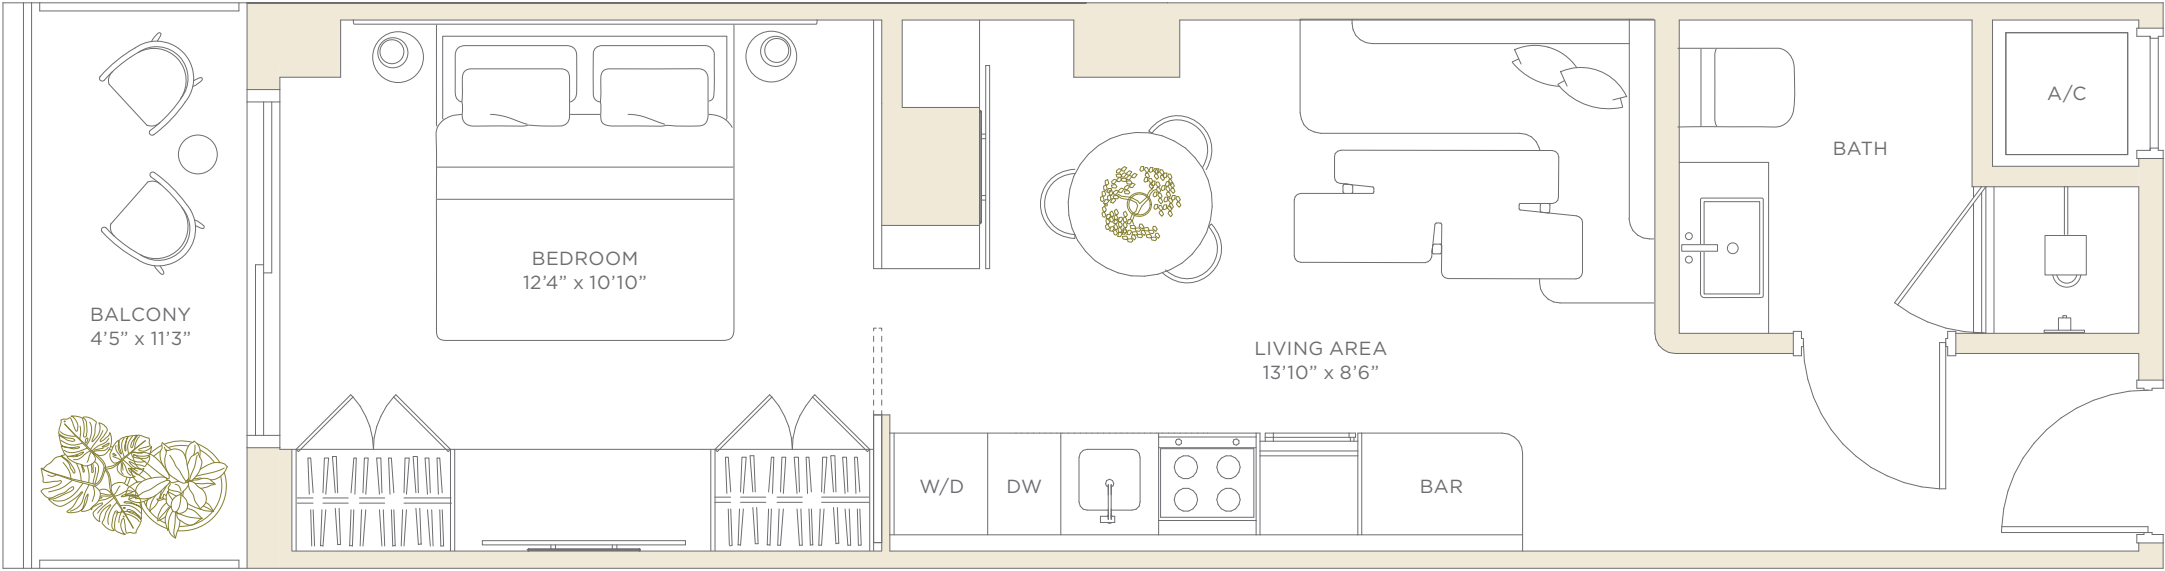 BALCONY
4’5” x 11’3”
BEDROOM
12’4” x 10’10”
LIVING AREA
13’10” x 8’6”
W/D
DW
BAR
BATH
A/C